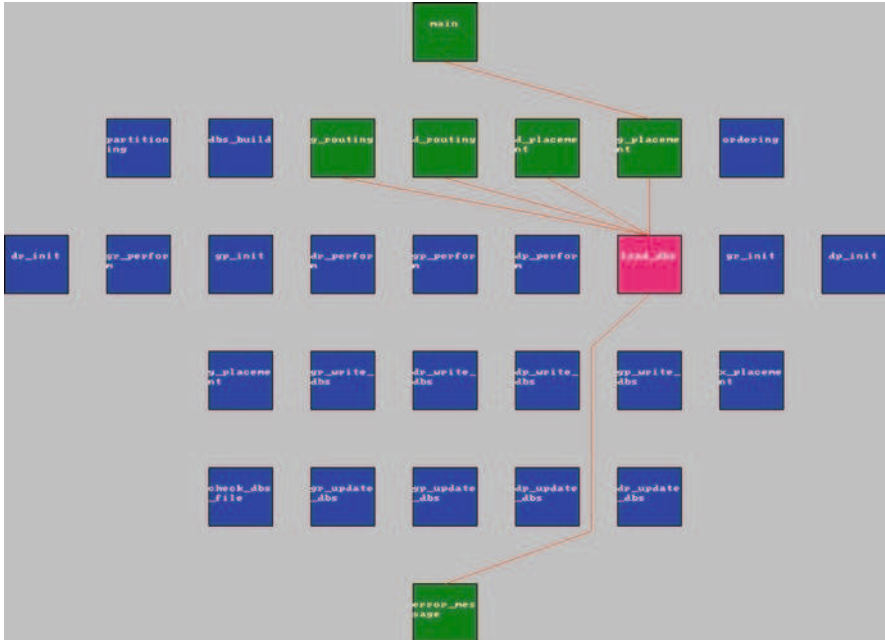 main
partition
ing
dbs_build
g_routing
d_routing
d_placeme
nt
g_placeme
nt
ordering
dr_init
gr_perfor
m
gp_init
dr_perfor
m
gp_perfor
m
dp_perfor
m
load_dbs
gr_init
dp_init
nt
gr_write_
dbs
dr_write_
dbs
dp_write_
dbs
gp_write_
dbs
x_placeme
nt
check_dbs
_file
_dbs
gp_update
_dbs
dp_update
_dbs
dr_update
_dbs
error_mes
sage